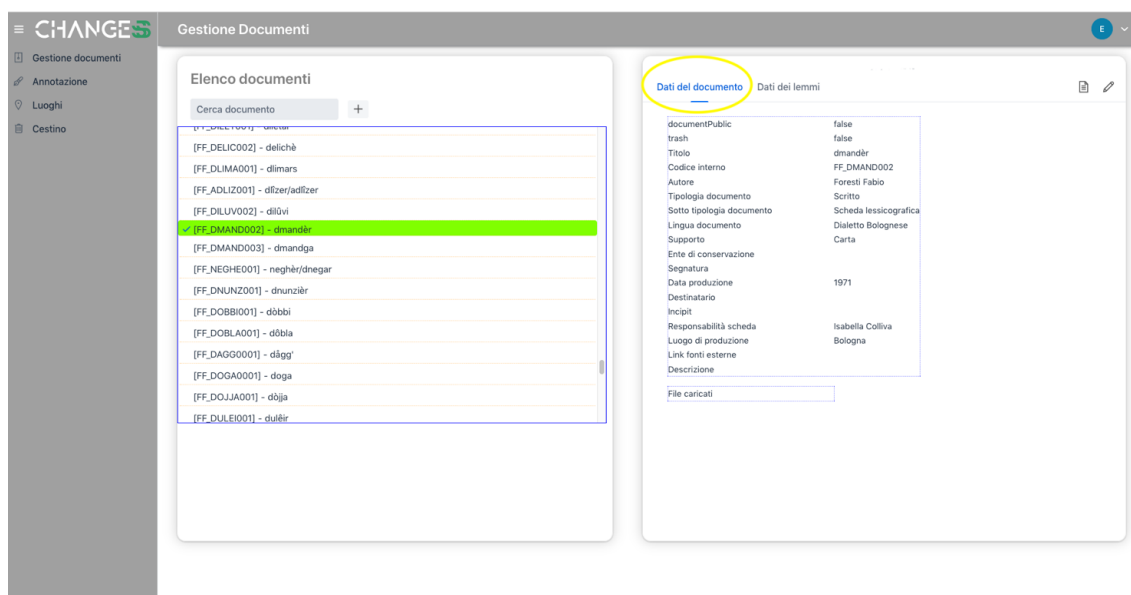 CHANGES
Gestione Documenti
E
Gestione documenti
Annotazione
Luoghi
Cestino
Elenco documenti
Cerca documento
[FF_DELIC002] - delichè
[FF_DLIMA001] - dlimars
[FF_ADLIZ001] - dlîzer/adlîzer
[FF_DILUV002] - dilûvi
[FF_DMAND002] - dmandèr
[FF_DMAND003] - dmandga
[FF_NEGHE001] - neghèr/dnegar
[FF_DNUNZ001] - dnunzièr
[FF_DOBBI001] - dòbbi
[FF_DOBLA001] - dôbla
[FF_DAGG0001] - dågg'
[FF_DOGA0001] - doga
[FF_DOJJA001] - dòjja
[FF_DULEI001] - dulêir
Dati del documento Dati dei lemmi
documentPublic false
trash false
Titolo dmandèr
Codice interno FF_DMAND002
Autore Foresti Fabio
Tipologia documento Scritto
Sotto tipologia documento Scheda lessicografica
Lingua documento Dialetto Bolognese
Supporto Carta
Ente di conservazione
Segnatura
Data produzione 1971
Destinatario
Incipit
Responsabilità scheda Isabella Colliva
Luogo di produzione Bologna
Link fonti esterne
Descrizione
File caricati